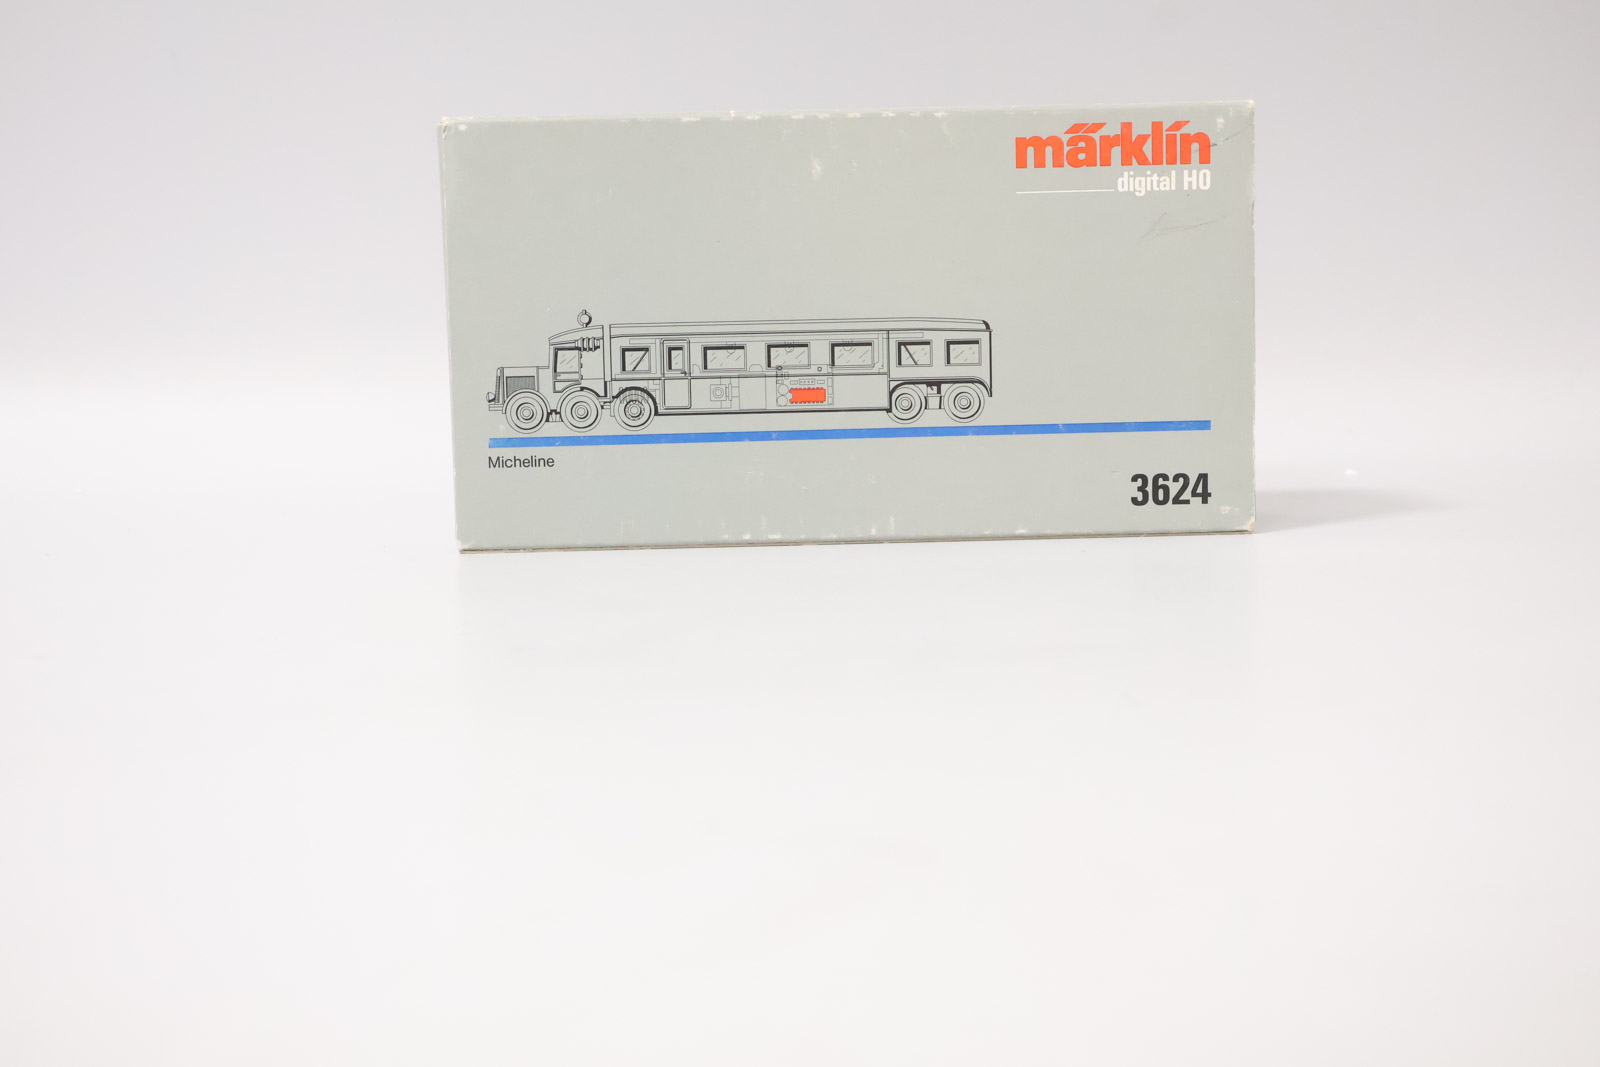 märklin
digital H0
Micheline
3624